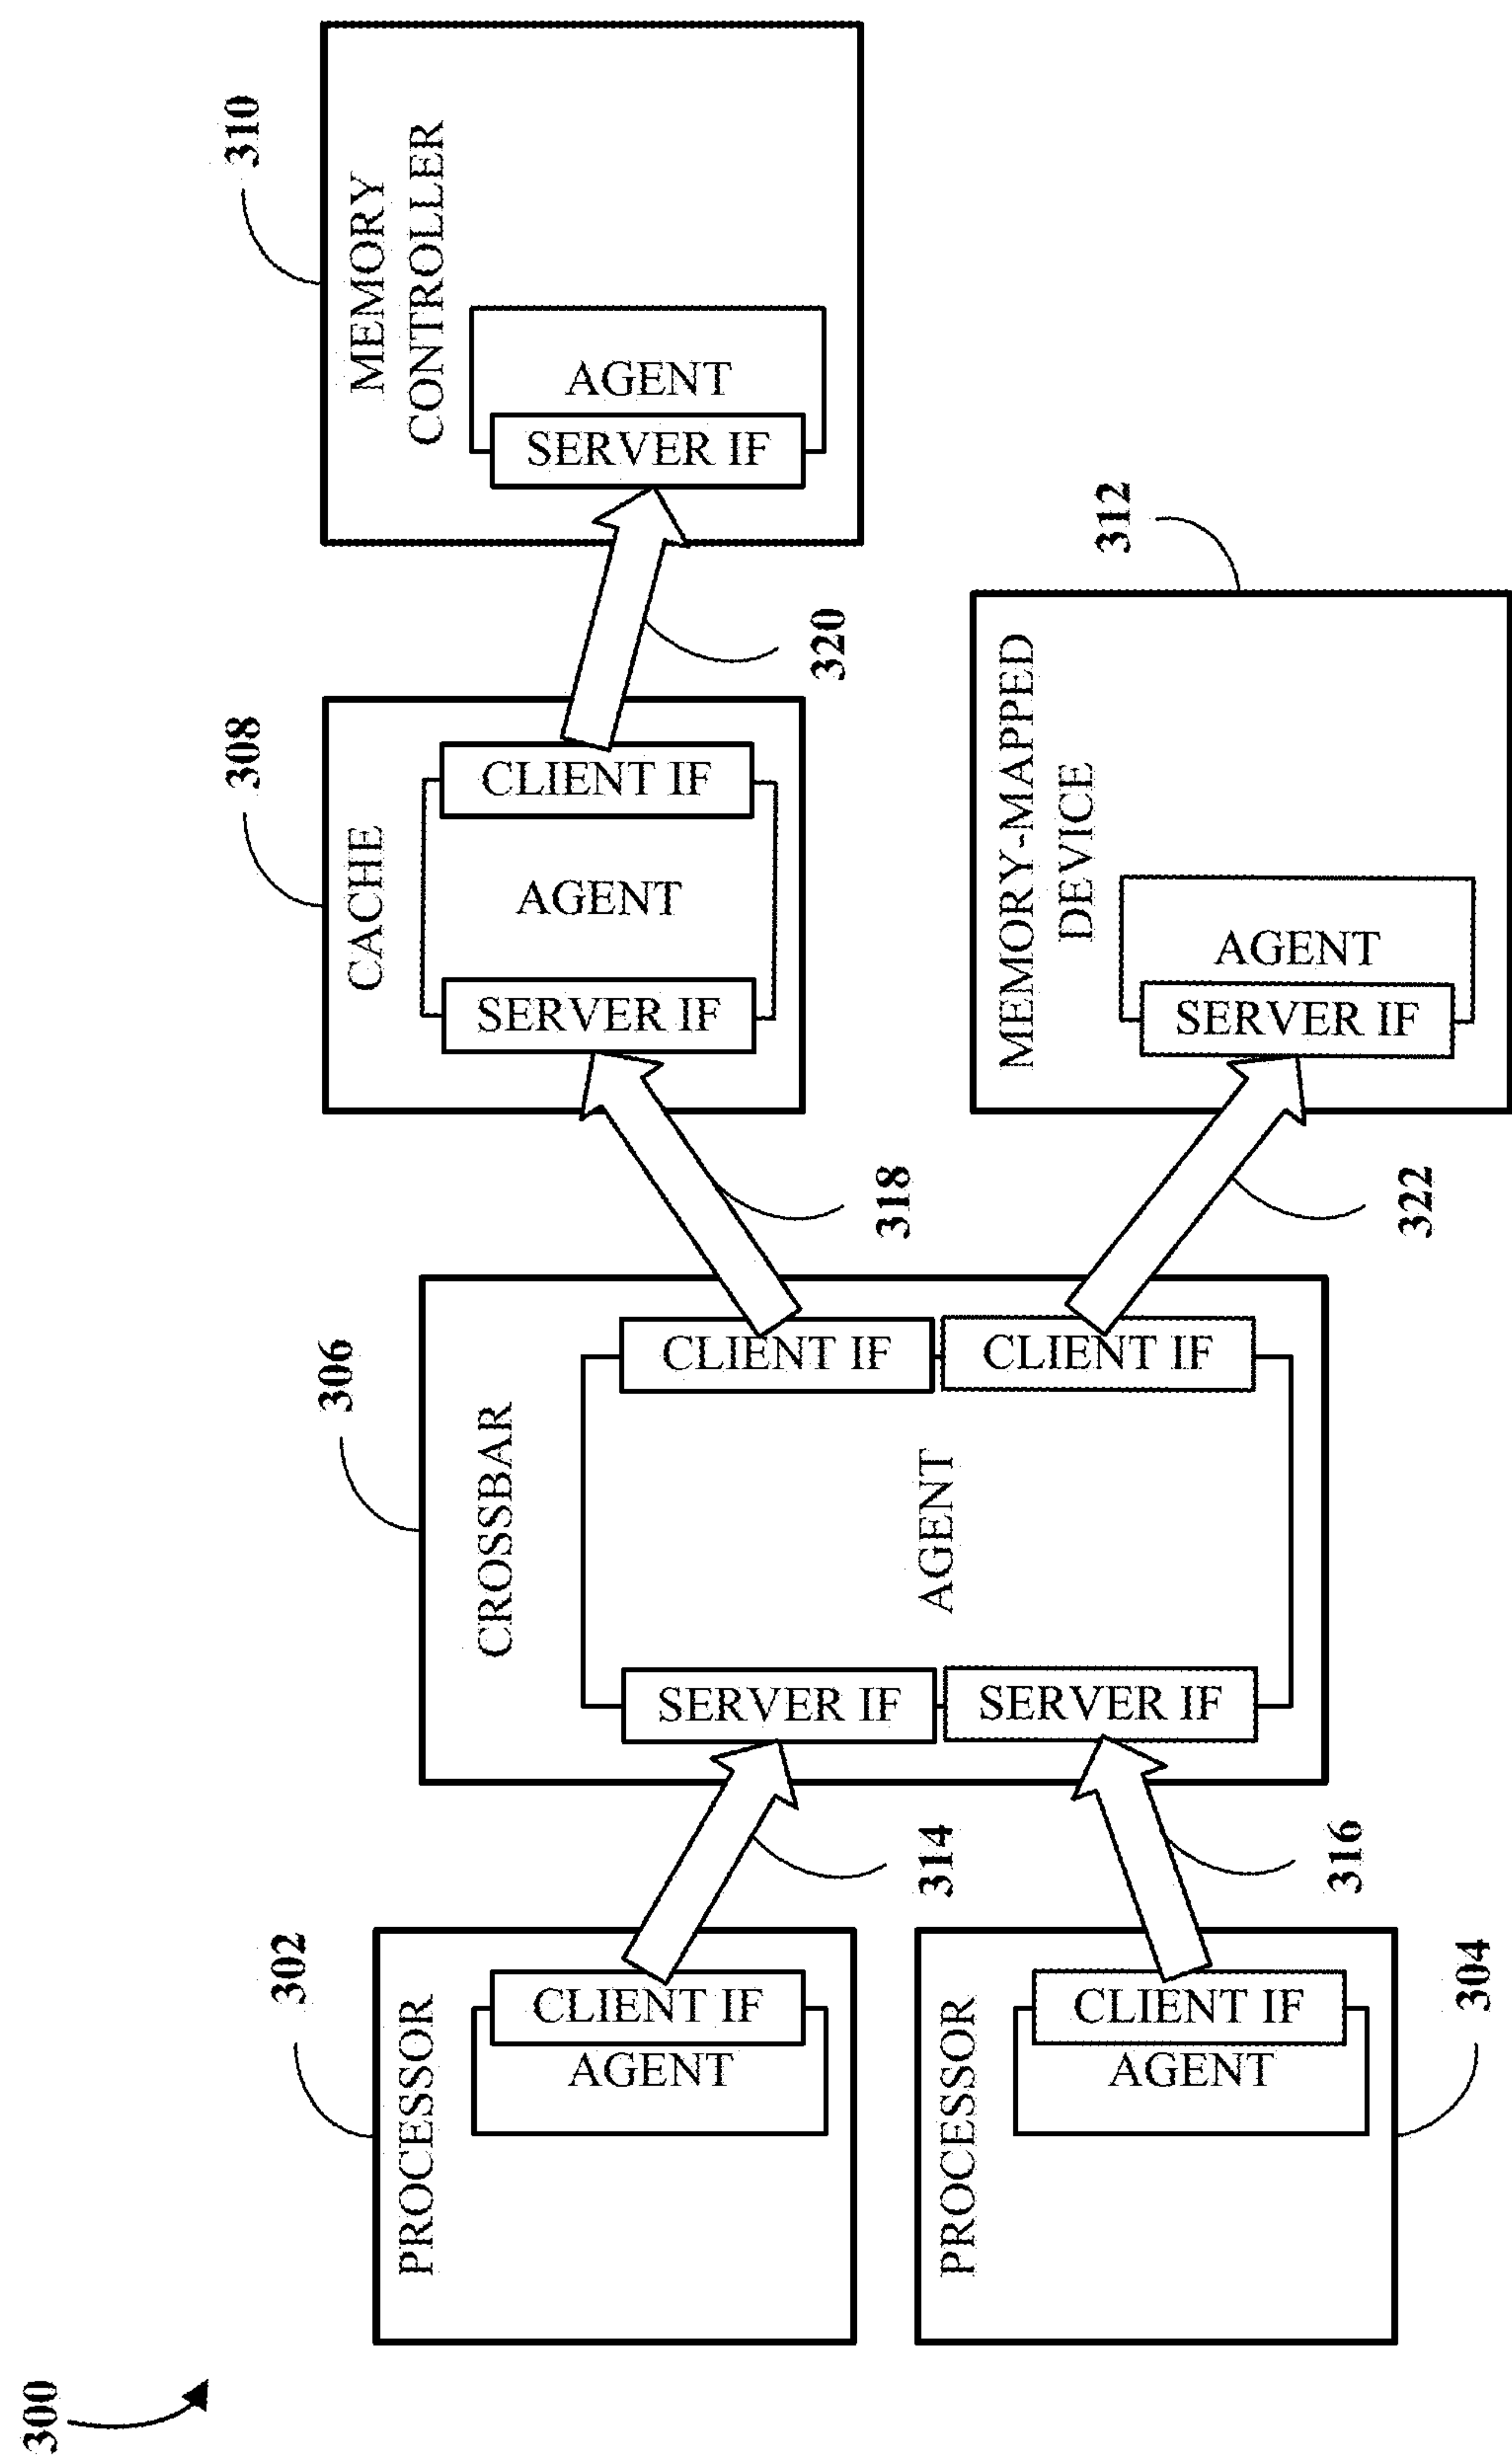 300
302
PROCESSOR
AGENT
CLIENT IF
314
304
PROCESSOR
AGENT
CLIENT IF
316
306
CROSSBAR
SERVER IF
SERVER IF
AGENT
CLIENT IF
CLIENT IF
318
322
308
CACHE
SERVER IF
AGENT
CLIENT IF
320
310
MEMORY
CONTROLLER
SERVER IF
AGENT
312
MEMORY-MAPPED
DEVICE
SERVER IF
AGENT